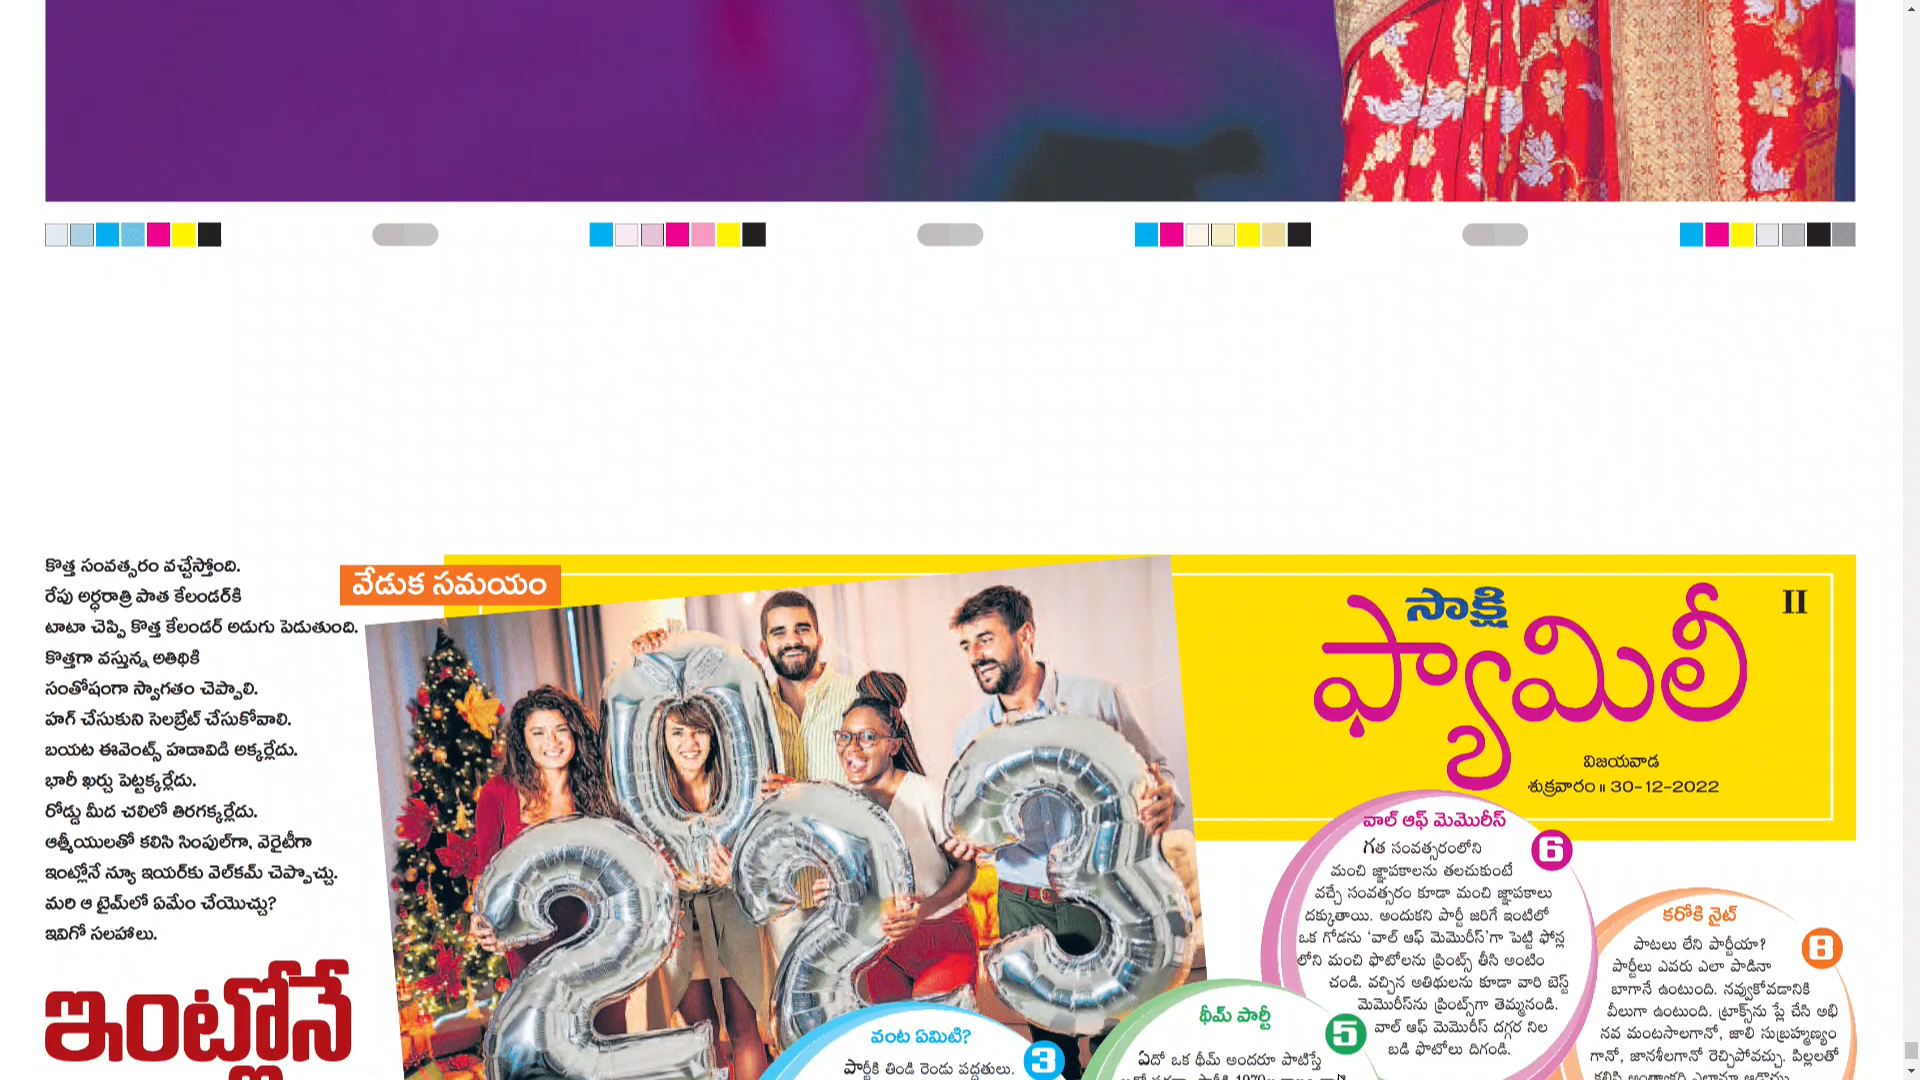 కొత్త సంవత్సరం వచ్చేస్తోంది.
రేపు అర్ధరాత్రి పాత కేలండర్‌కి
టాటా చెప్పి కొత్త కేలండర్ అడుగు పెడుతుంది.
కొత్తగా వస్తున్న అతిథికి
సంతోషంగా స్వాగతం చెప్పాలి.
హగ్ చేసుకుని సెలబ్రేట్ చేసుకోవాలి.
బయట ఈవెంట్స్ హడావిడి అక్కర్లేదు.
భారీ ఖర్చు పెట్టక్కర్లేదు.
రోడ్డు మీద చలిలో తిరగక్కర్లేదు.
ఆత్మీయులతో కలిసి సింపుల్‌గా, వెరైటీగా
ఇంట్లోనే న్యూ ఇయర్‌కు వెల్‌కమ్ చెప్పొచ్చు.
మరి ఆ టైమ్‌లో ఏమేం చేయొచ్చు?
ఇవిగో సలహాలు.
ఇంట్లోనే
వేడుక సమయం
సాక్షి
ఫ్యామిలీ
II
విజయవాడ
శుక్రవారం ॥ 30-12-2022
వంట ఏమిటి?
3
పార్టీకి తిండి రెండు పద్ధతులు.
థీమ్ పార్టీ
5
ఏదో ఒక థీమ్ అందరూ పాటిస్తే
వాల్ ఆఫ్ మెమొరీస్
6
గత సంవత్సరంలోని
మంచి జ్ఞాపకాలను తలచుకుంటే
వచ్చే సంవత్సరం కూడా మంచి జ్ఞాపకాలు
దక్కుతాయి. అందుకని పార్టీ జరిగే ఇంటిలో
ఒక గోడను ‘వాల్ ఆఫ్ మెమోరీస్’గా పెట్టి ఫోన్ల
లోని మంచి ఫొటోలను ప్రింట్స్ తీసి అంటిం
చండి. వచ్చిన అతిథులను కూడా వారి బెస్ట్
మెమొరీస్‌ను ప్రింట్స్‌గా తెమ్మనండి.
వాల్ ఆఫ్ మెమొరీస్ దగ్గర నిల
బడి ఫొటోలు దిగండి.
కరోకి నైట్
8
పాటలు లేని పార్టీయా?
పార్టీలు ఎవరు ఎలా పాడినా
బాగానే ఉంటుంది. నవ్వుకోవడానికి
వీలుగా ఉంటుంది. ట్రాక్స్‌ను ప్లే చేసి అభి
నవ మంటసాలగానో, జాలి సుబ్రహ్మణ్యం
గానో, జానశీలగానో రెచ్చిపోవచ్చు. పిల్లలతో